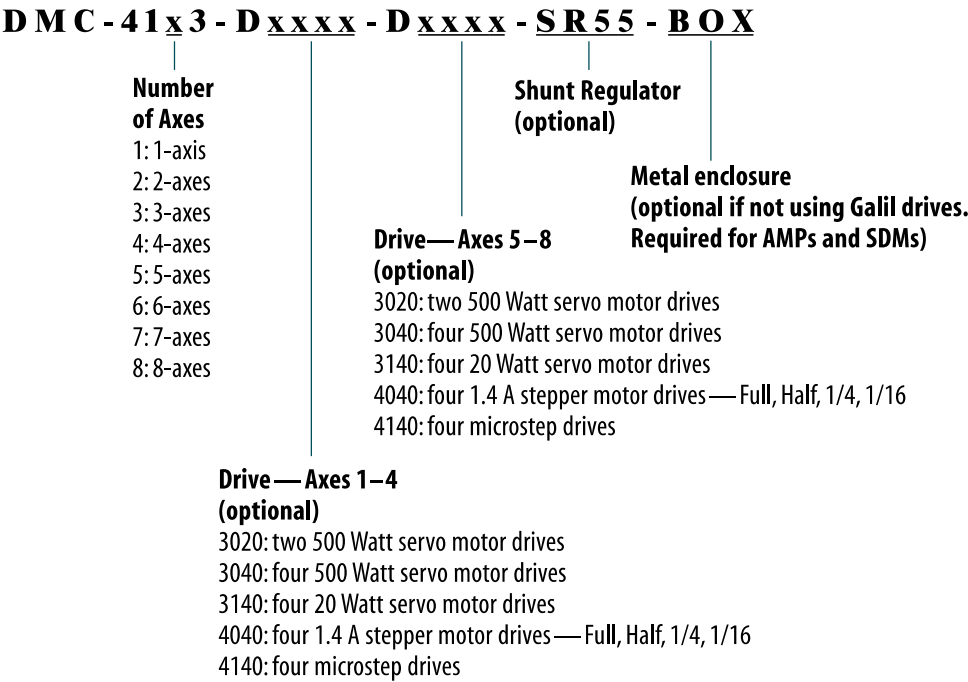 DMC-41x3-Dxxxx-Dxxxx-SR55-BOX
Number
of Axes
1: 1-axis
2: 2-axes
3: 3-axes
4: 4-axes
5: 5-axes
6: 6-axes
7: 7-axes
8: 8-axes
Shunt Regulator
(optional)
Metal enclosure
(optional if not using Galil drives.
Required for AMPs and SDMs)
Drive—Axes 5–8
(optional)
3020: two 500 Watt servo motor drives
3040: four 500 Watt servo motor drives
3140: four 20 Watt servo motor drives
4040: four 1.4 A stepper motor drives—Full, Half, 1/4, 1/16
4140: four microstep drives
Drive—Axes 1–4
(optional)
3020: two 500 Watt servo motor drives
3040: four 500 Watt servo motor drives
3140: four 20 Watt servo motor drives
4040: four 1.4 A stepper motor drives—Full, Half, 1/4, 1/16
4140: four microstep drives